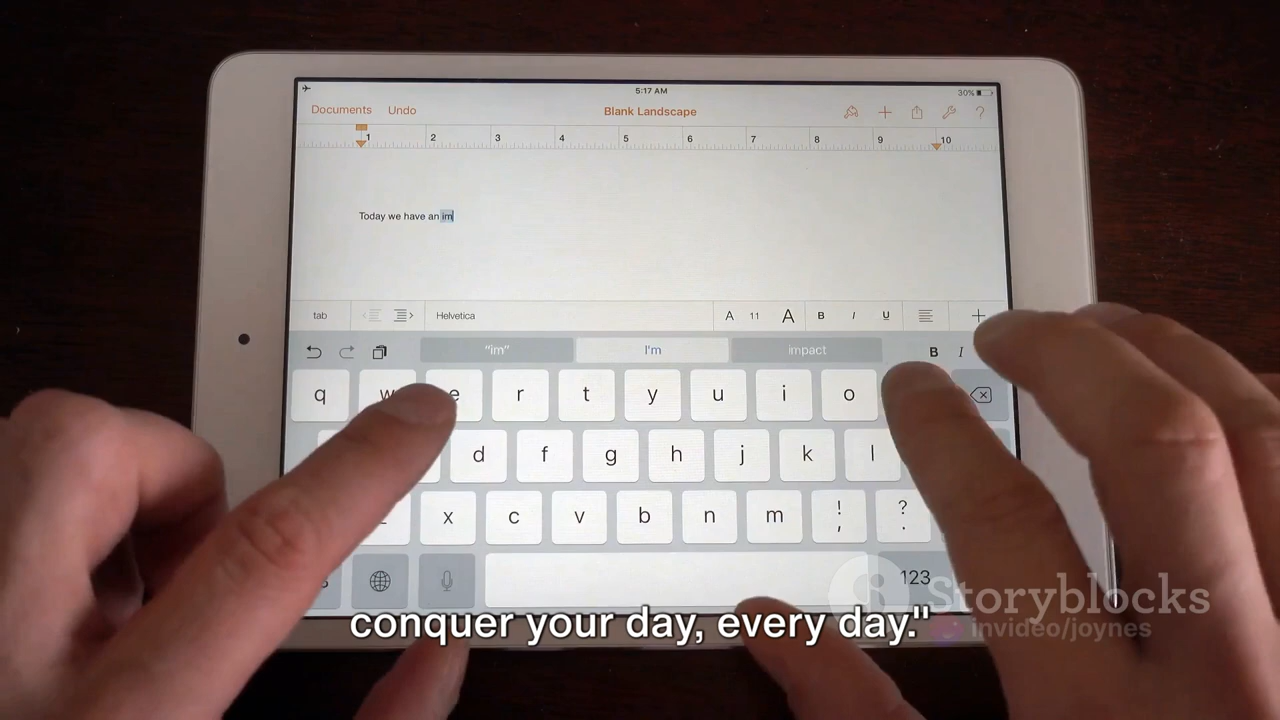 5:17 AM
30%
Documents Undo
Blank Landscape
?
1 2 3 4 5 6 7 8 9 10
Today we have an im
tab
Helvetica
A 11 A B I U
"im" I'm impact
B I
q w e r t y u i o
d f g h j k l
x c v b n m ! , ? .
123
Storyblocks
invideo/joynes
conquer your day, every day."